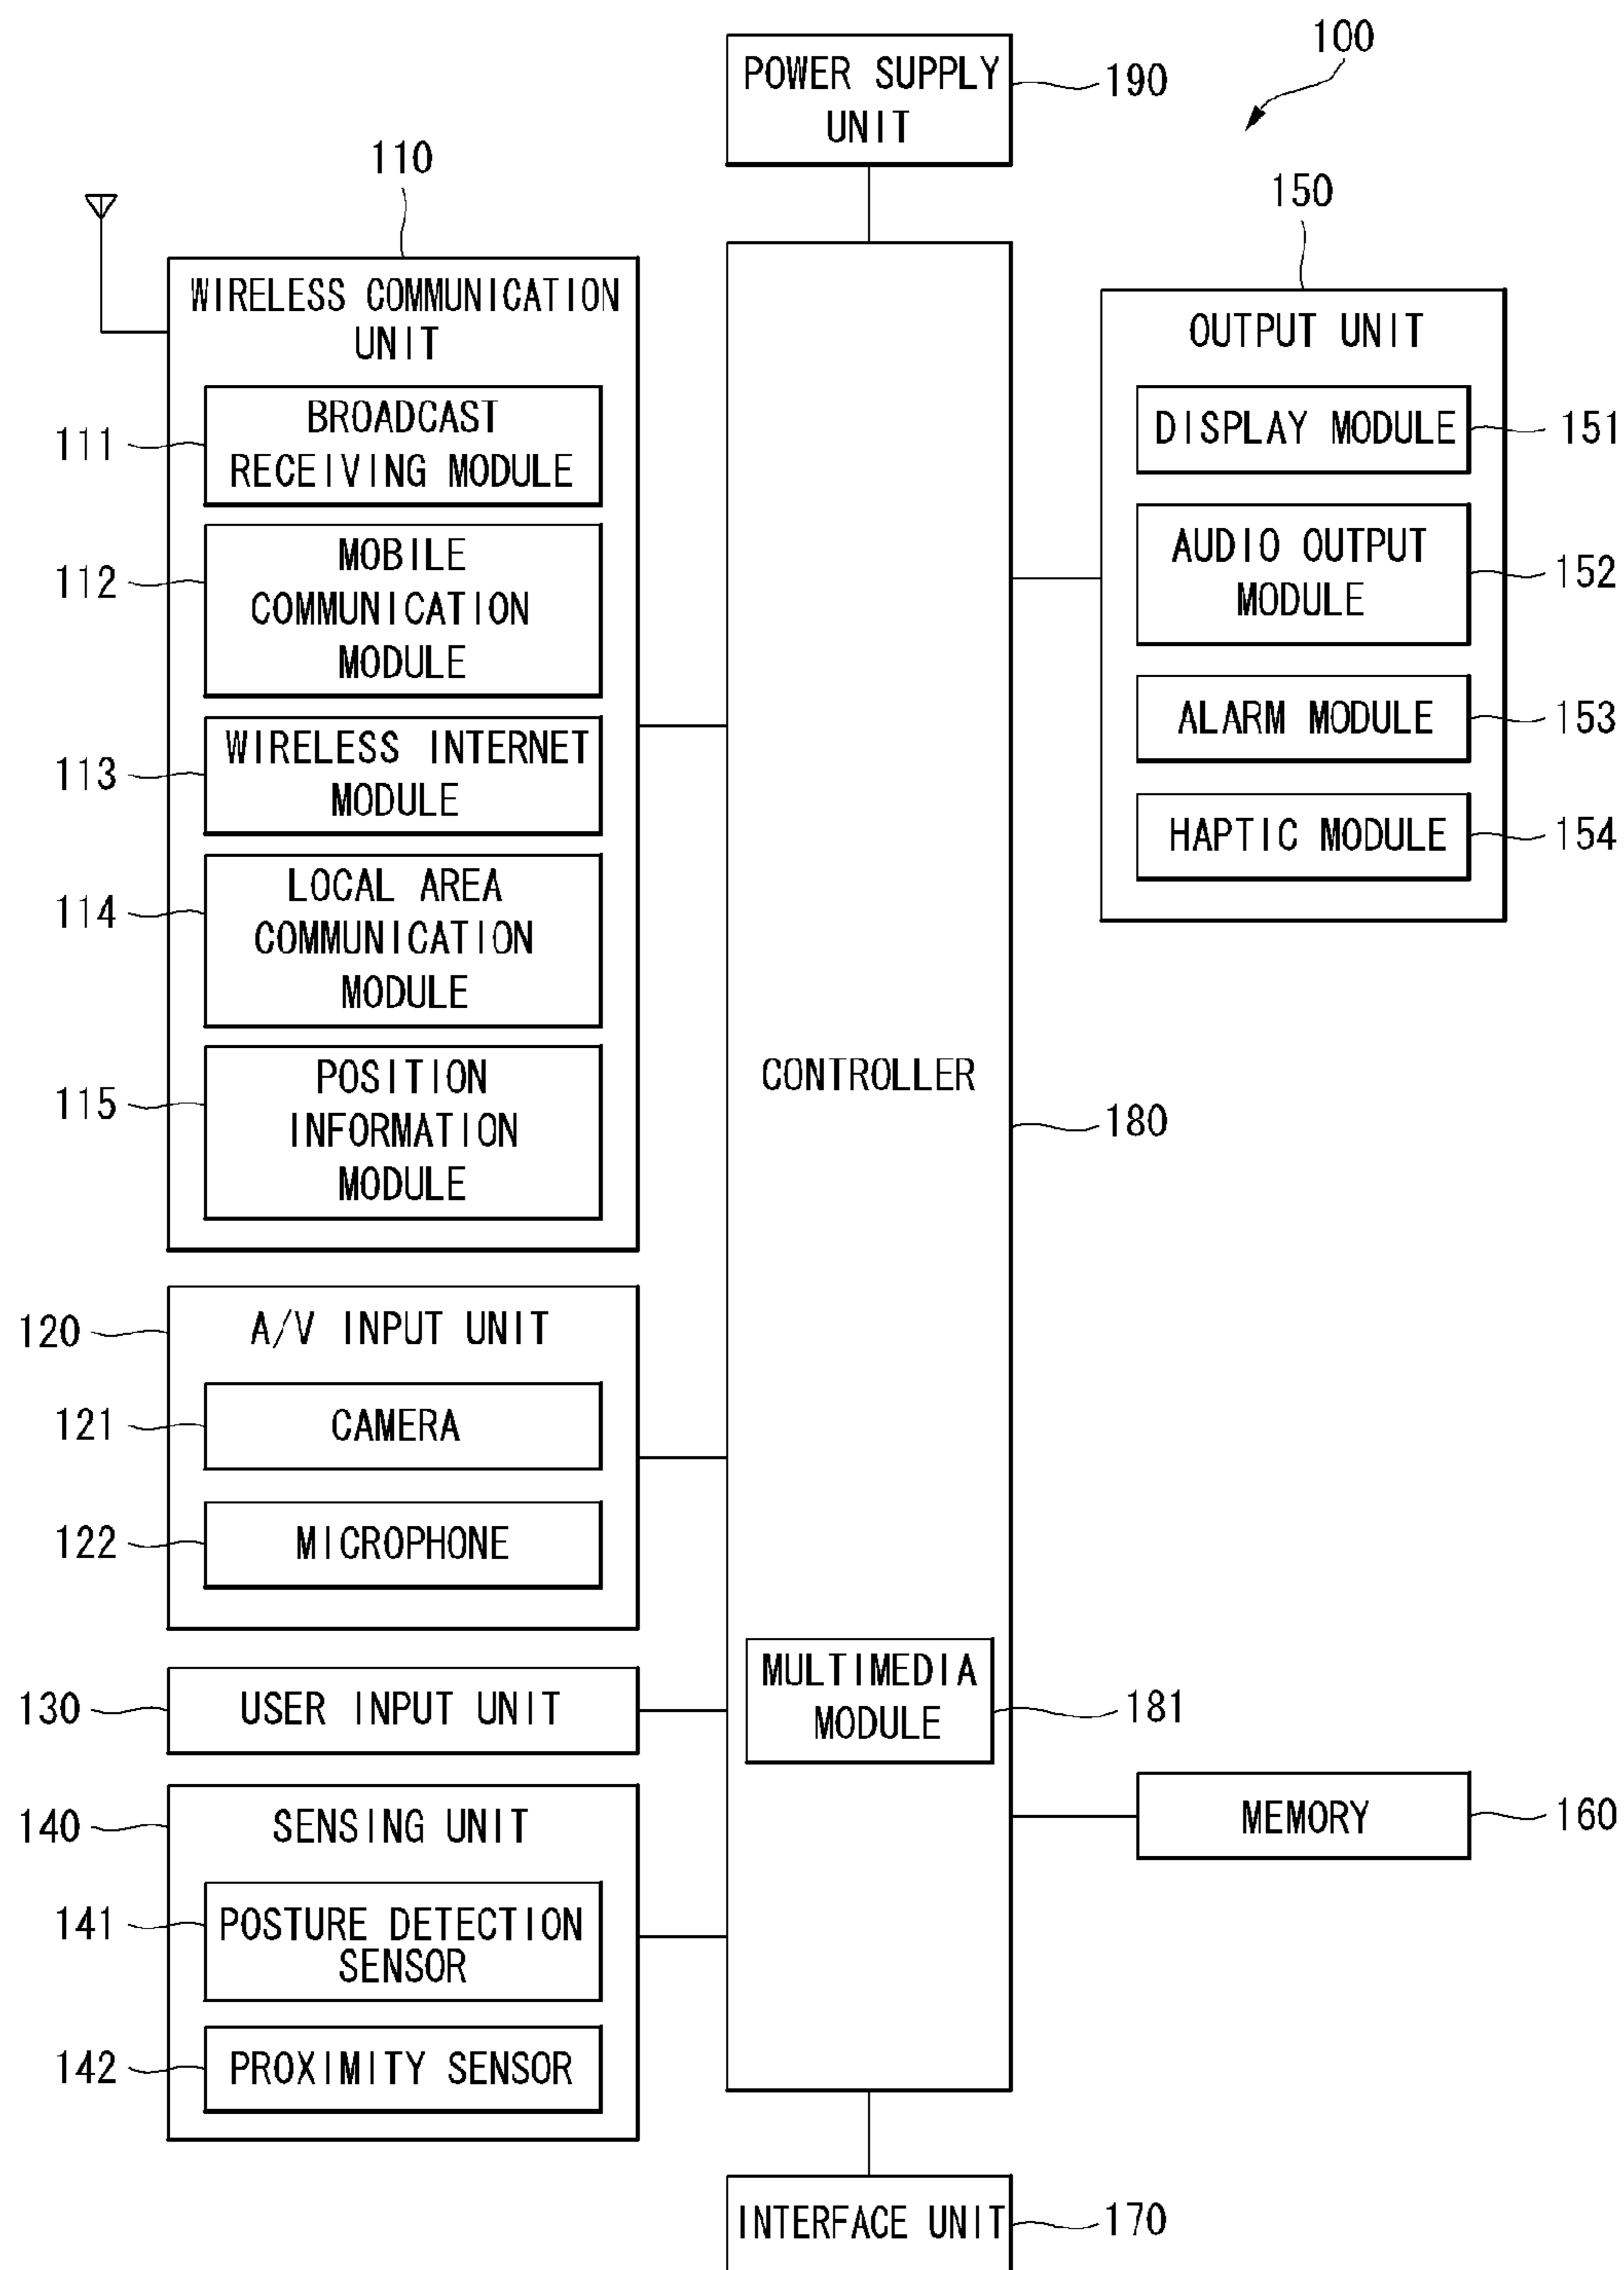 100
POWER SUPPLY
UNIT
190
110
150
WIRELESS COMMUNICATION
UNIT
BROADCAST
RECEIVING MODULE
111
MOBILE
COMMUNICATION
MODULE
112
WIRELESS INTERNET
MODULE
113
LOCAL AREA
COMMUNICATION
MODULE
114
POSITION
INFORMATION
MODULE
115
OUTPUT UNIT
DISPLAY MODULE
151
AUDIO OUTPUT
MODULE
152
ALARM MODULE
153
HAPTIC MODULE
154
CONTROLLER
180
120
A/V INPUT UNIT
121
CAMERA
122
MICROPHONE
130
USER INPUT UNIT
MULTIMEDIA
MODULE
181
140
SENSING UNIT
141
POSTURE DETECTION
SENSOR
142
PROXIMITY SENSOR
MEMORY
160
INTERFACE UNIT
170